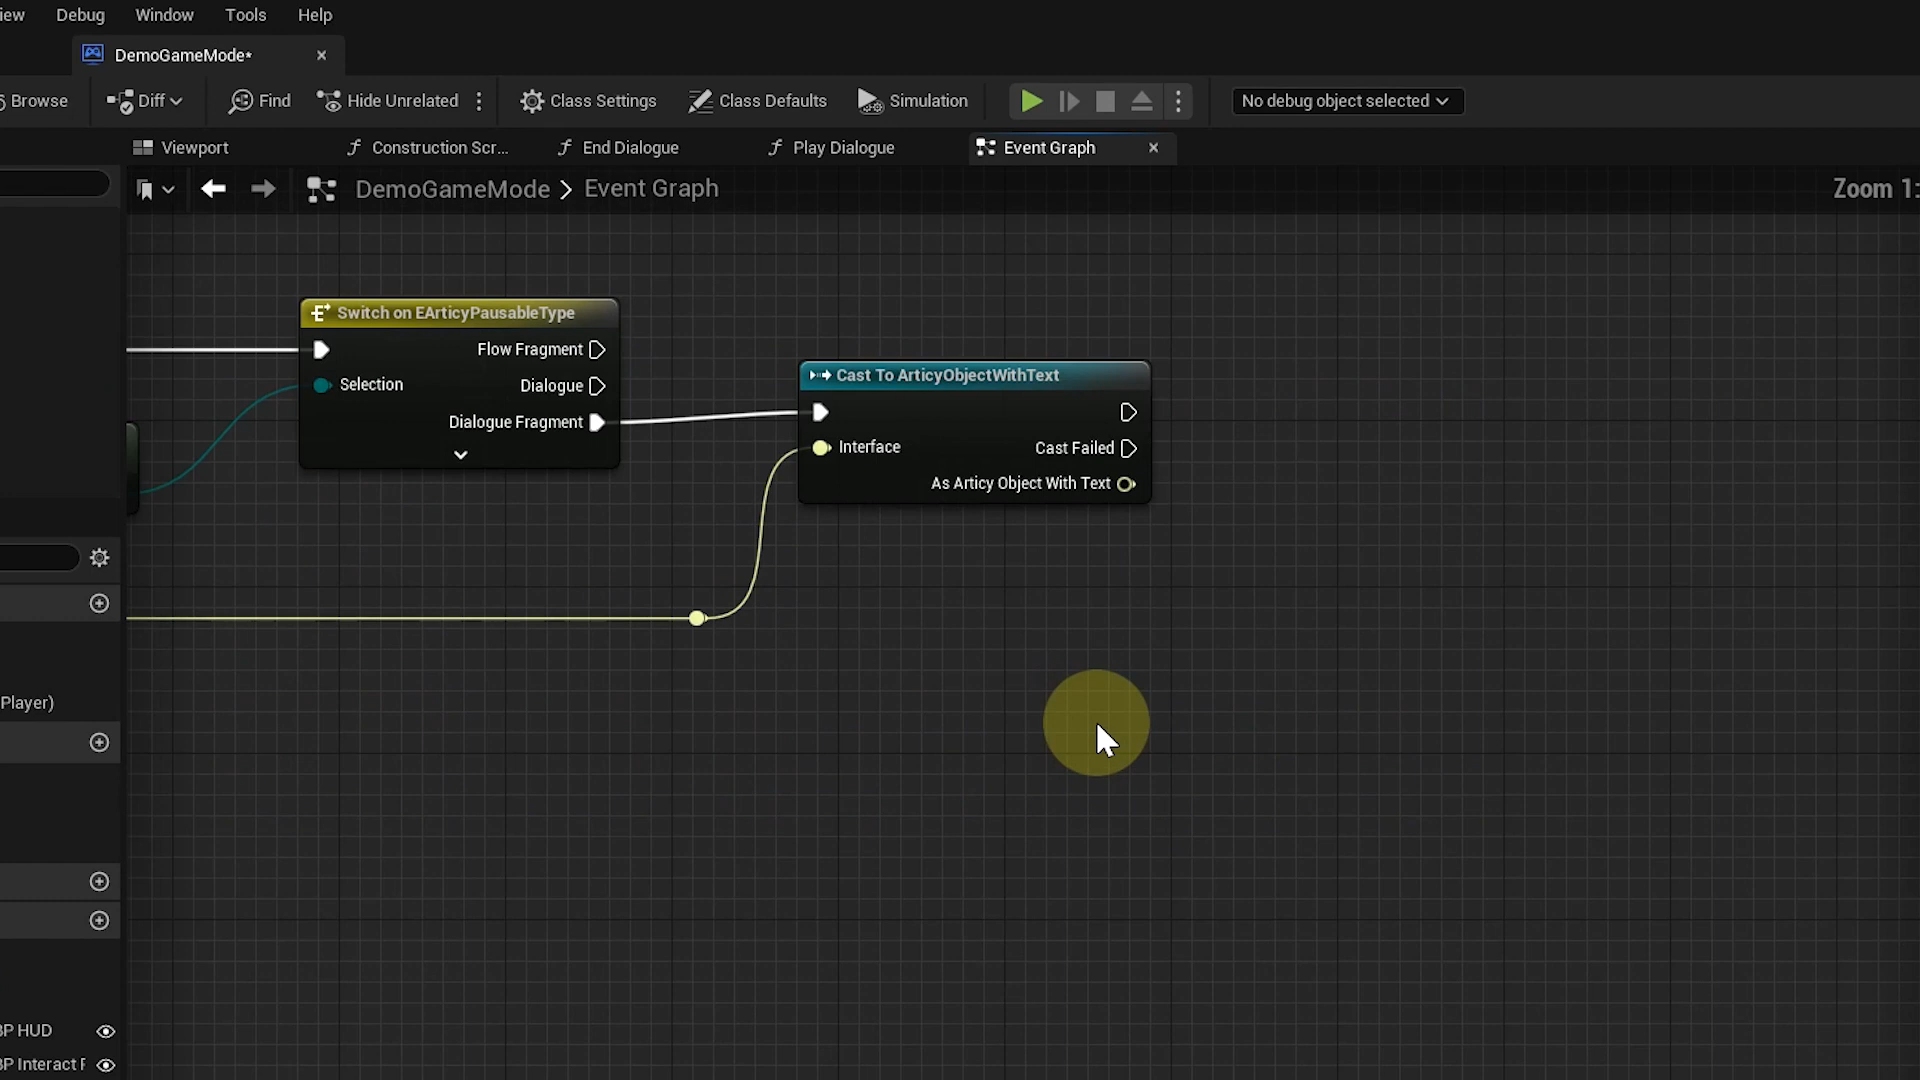 Debug Window Tools Help
DemoGameMode*
Browse Diff Find Hide Unrelated Class Settings Class Defaults Simulation No debug object selected
Viewport Construction Scr... End Dialogue Play Dialogue Event Graph
DemoGameMode > Event Graph Zoom 1:
Switch on EArticyPausableType
Flow Fragment
Selection Dialogue
Dialogue Fragment
Cast To ArticyObjectWithText
Interface Cast Failed
As Articy Object With Text
Player)
BP HUD
BP Interact